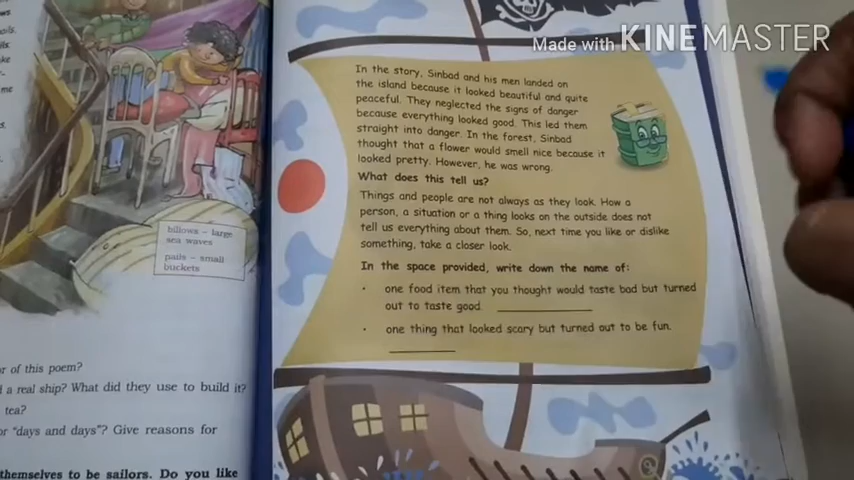 Made with KINEMASTER
billows – large
sea waves
pails – small
buckets
or of this poem?
a real ship? What did they use to build it?
tea?
or "days and days"? Give reasons for
themselves to be sailors. Do you like
In the story, Sinbad and his men landed on
the island because it looked beautiful and quite
peaceful. They neglected the signs of danger
because everything looked good. This led them
straight into danger. In the forest, Sinbad
thought that a flower would smell nice because it
looked pretty. However, he was wrong.
What does this tell us?
Things and people are not always as they look. How a
person, a situation or a thing looks on the outside does not
tell us everything about them. So, next time you like or dislike
something, take a closer look.
In the space provided, write down the name of:
• one food item that you thought would taste bad but turned
out to taste good.
• one thing that looked scary but turned out to be fun.